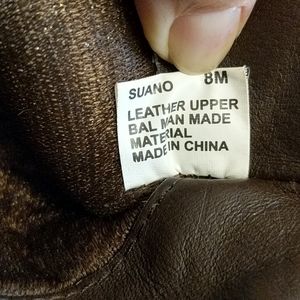 SUANO 8M
LEATHER UPPER
BAL MAN MADE
MATERIAL
MADE IN CHINA